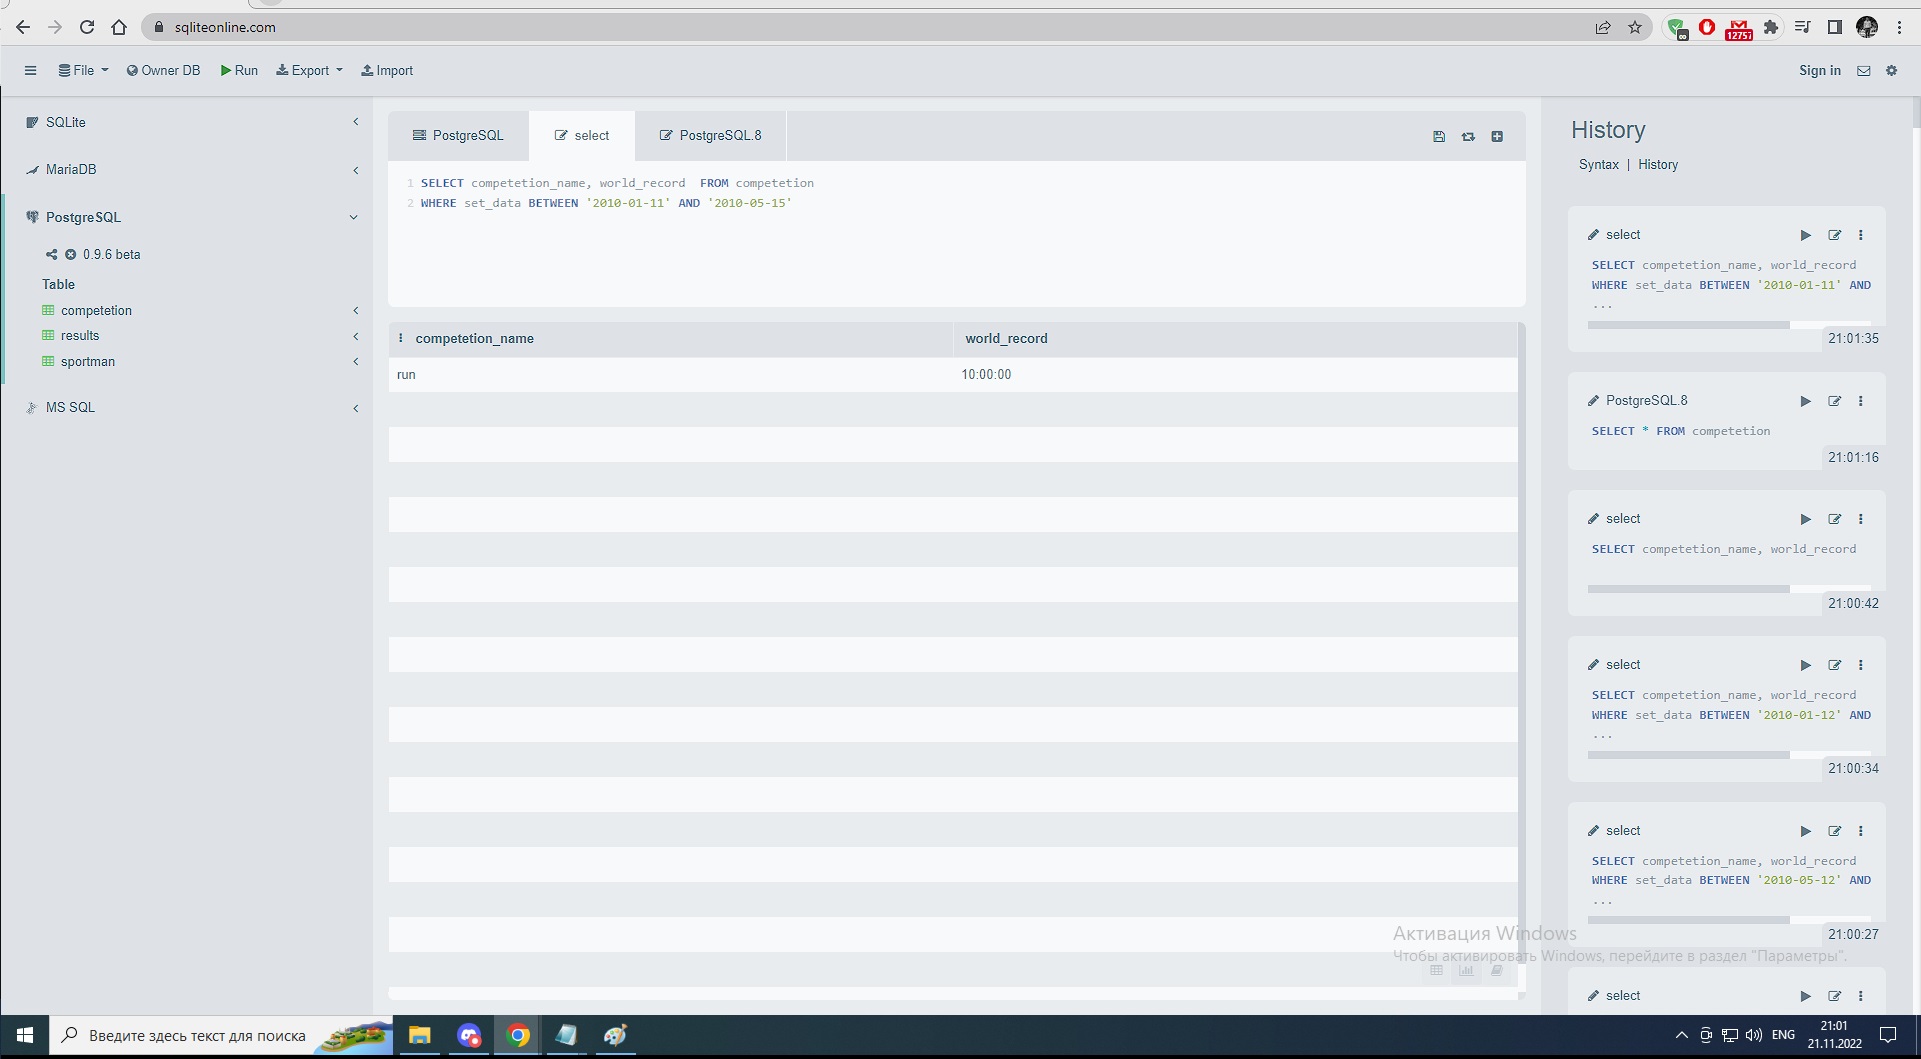 sqliteonline.com
12757
File
Owner DB
Run
Export
Import
Sign in
SQLite
MariaDB
PostgreSQL
0.9.6 beta
Table
competetion
results
sportman
MS SQL
PostgreSQL
select
PostgreSQL.8
1 SELECT competetion_name, world_record FROM competetion
2 WHERE set_data BETWEEN '2010-01-11' AND '2010-05-15'
competetion_name world_record
run 10:00:00
History
Syntax | History
select
SELECT competetion_name, world_record
WHERE set_data BETWEEN '2010-01-11' AND
...
21:01:35
PostgreSQL.8
SELECT * FROM competetion
21:01:16
select
SELECT competetion_name, world_record
21:00:42
select
SELECT competetion_name, world_record
WHERE set_data BETWEEN '2010-01-12' AND
...
21:00:34
select
SELECT competetion_name, world_record
WHERE set_data BETWEEN '2010-05-12' AND
...
21:00:27
select
Активация Windows
Чтобы активировать Windows, перейдите в раздел "Параметры".
Введите здесь текст для поиска
ENG
21:01
21.11.2022